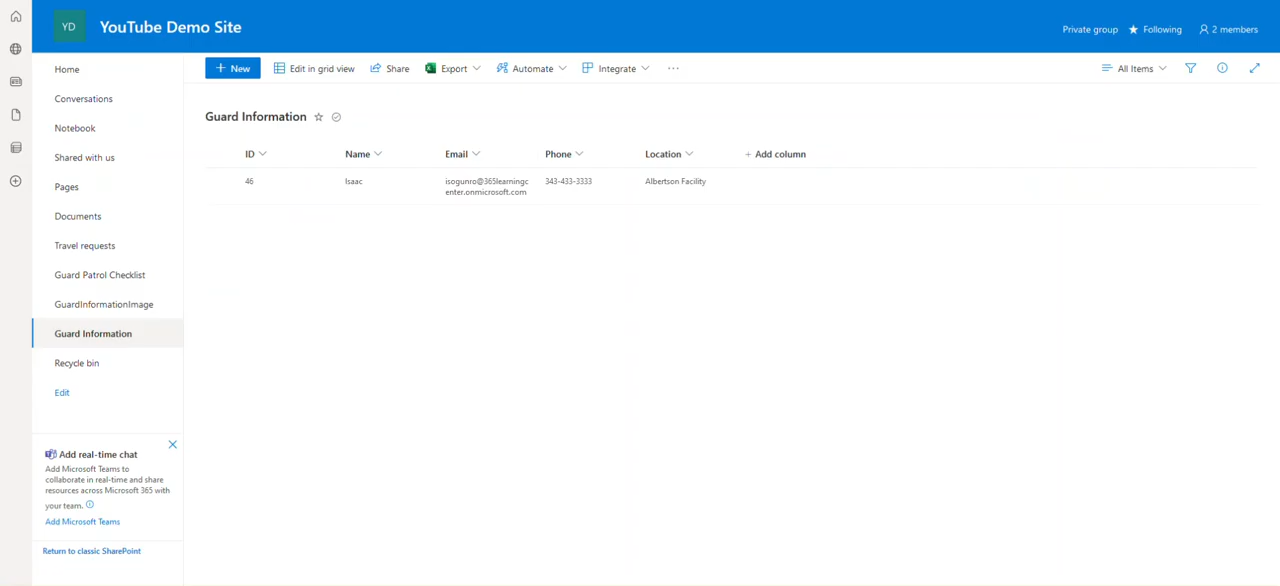 YD
YouTube Demo Site
Private group
Following
2 members
Home
Conversations
Notebook
Shared with us
Pages
Documents
Travel requests
Guard Patrol Checklist
GuardInformationImage
Guard Information
Recycle bin
Edit
Add real-time chat
Add Microsoft Teams to
collaborate in real-time and share
resources across Microsoft 365 with
your team.
Add Microsoft Teams
Return to classic SharePoint
+ New
Edit in grid view
Share
Export
Automate
Integrate
...
All Items
Guard Information
ID Name Email Phone Location + Add column
46 Isaac isogunro@365learningc 343-433-3333 Albertson Facility
enter.onmicrosoft.com